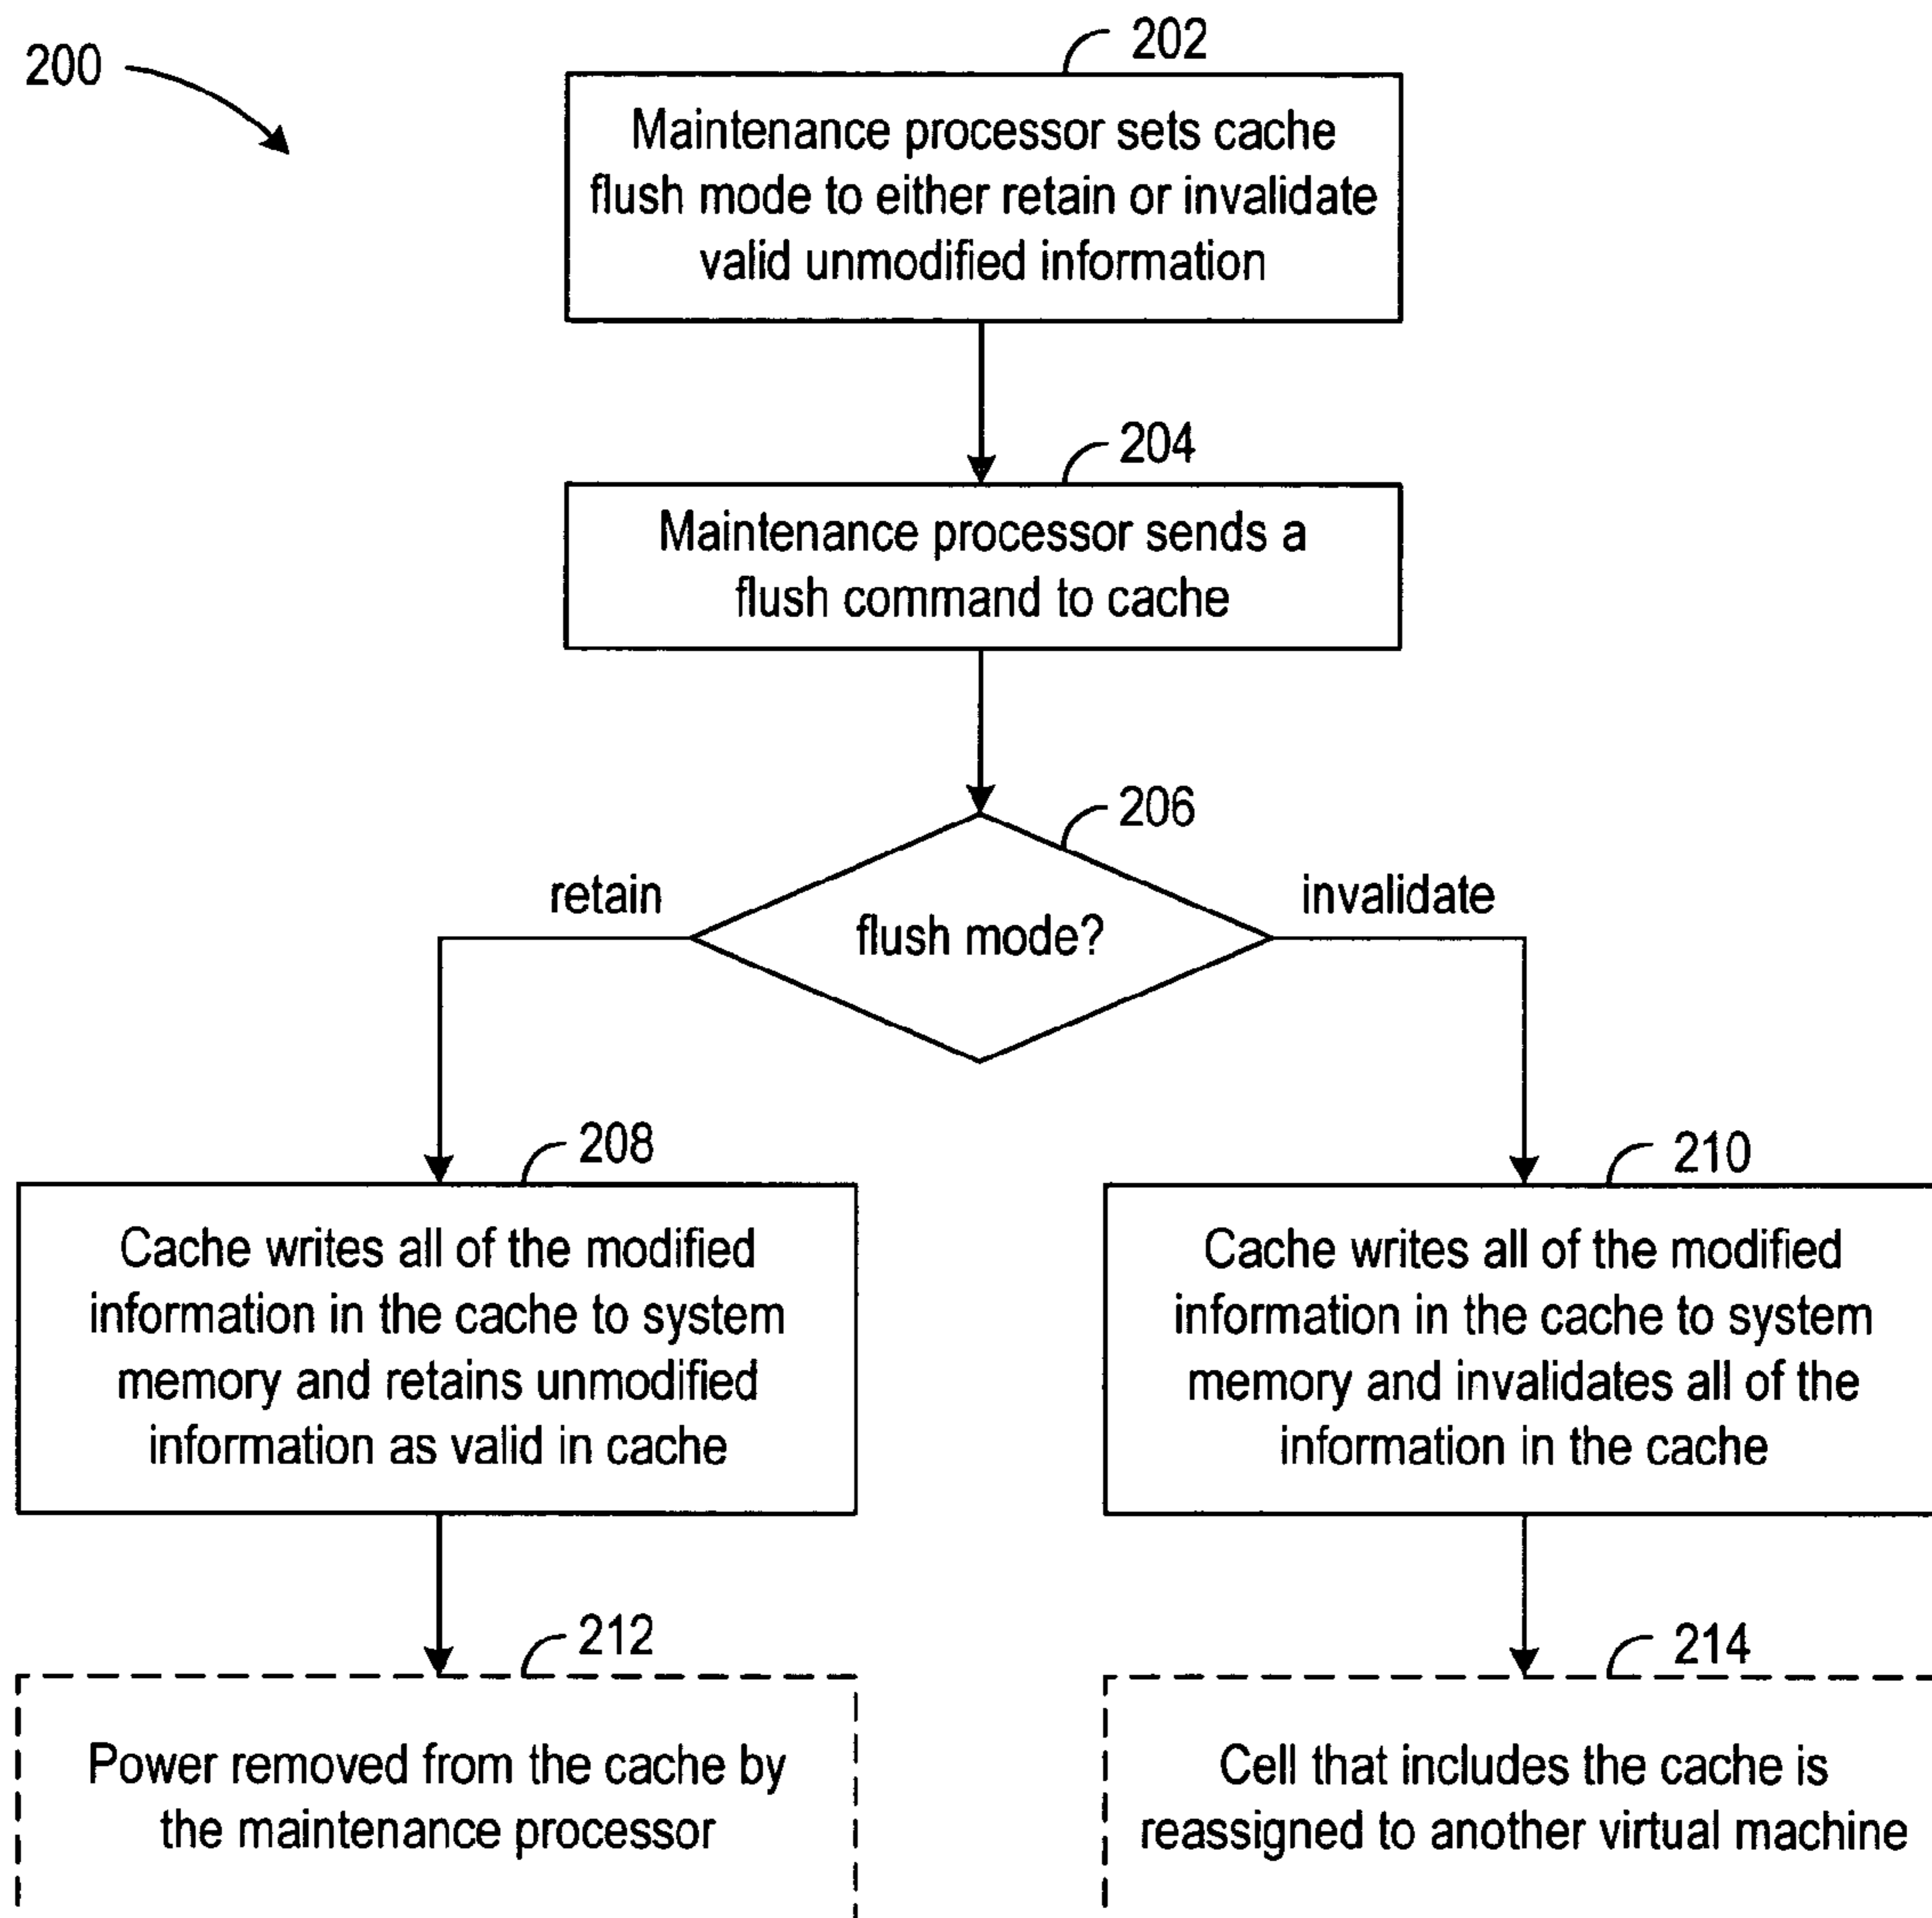 200
202
Maintenance processor sets cache
flush mode to either retain or invalidate
valid unmodified information
204
Maintenance processor sends a
flush command to cache
206
flush mode?
retain
invalidate
208
Cache writes all of the modified
information in the cache to system
memory and retains unmodified
information as valid in cache
210
Cache writes all of the modified
information in the cache to system
memory and invalidates all of the
information in the cache
212
Power removed from the cache by
the maintenance processor
214
Cell that includes the cache is
reassigned to another virtual machine